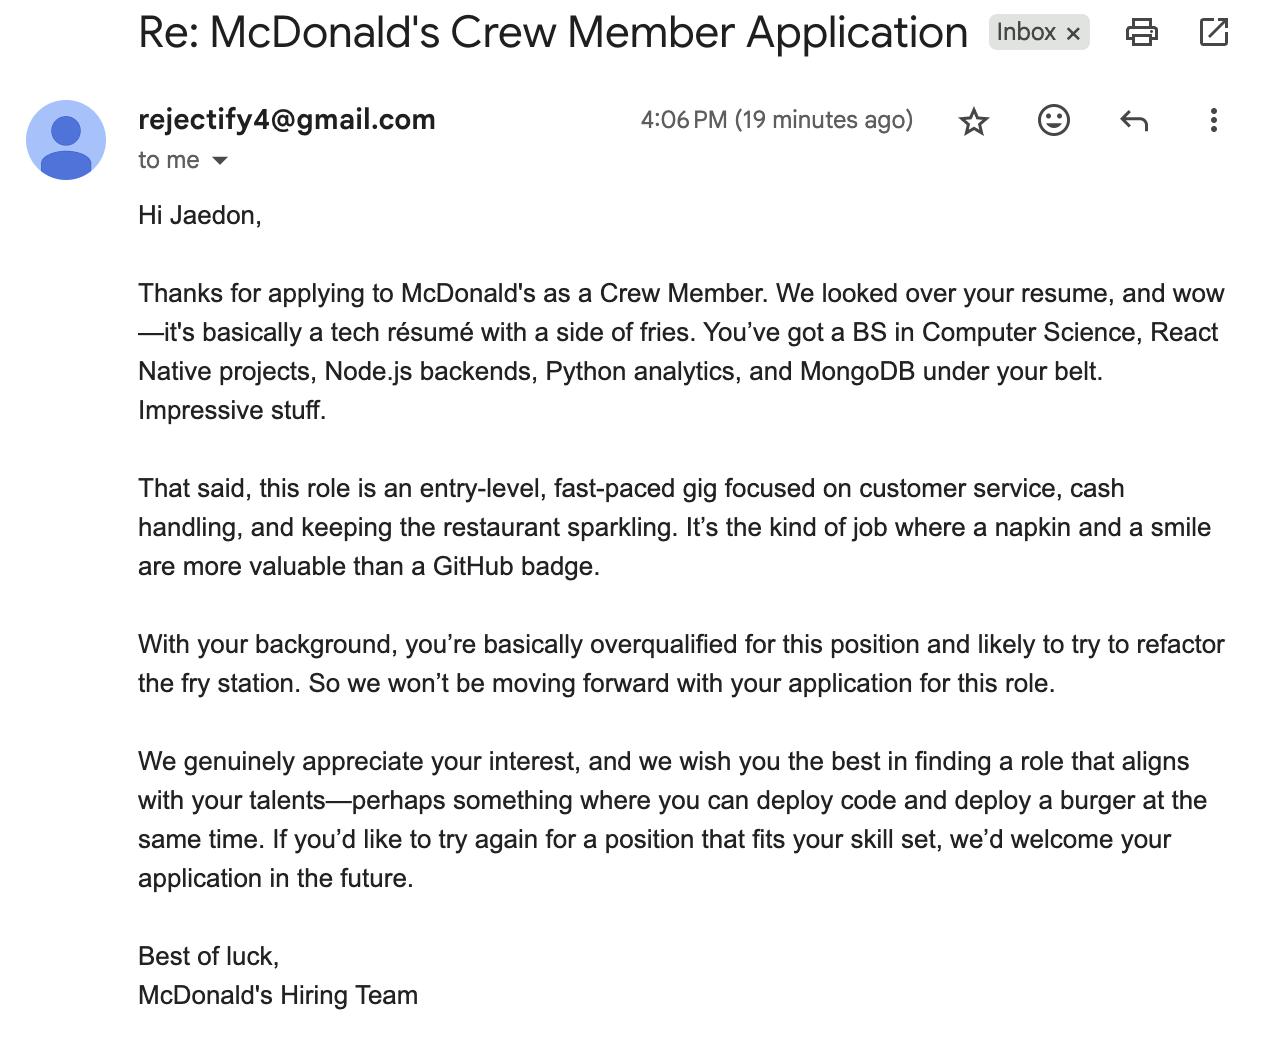 Re: McDonald's Crew Member Application Inbox ×
rejectify4@gmail.com 4:06 PM (19 minutes ago)
to me
Hi Jaedon,
Thanks for applying to McDonald's as a Crew Member. We looked over your resume, and wow
—it's basically a tech résumé with a side of fries. You’ve got a BS in Computer Science, React
Native projects, Node.js backends, Python analytics, and MongoDB under your belt.
Impressive stuff.
That said, this role is an entry-level, fast-paced gig focused on customer service, cash
handling, and keeping the restaurant sparkling. It’s the kind of job where a napkin and a smile
are more valuable than a GitHub badge.
With your background, you’re basically overqualified for this position and likely to try to refactor
the fry station. So we won’t be moving forward with your application for this role.
We genuinely appreciate your interest, and we wish you the best in finding a role that aligns
with your talents—perhaps something where you can deploy code and deploy a burger at the
same time. If you’d like to try again for a position that fits your skill set, we’d welcome your
application in the future.
Best of luck,
McDonald's Hiring Team